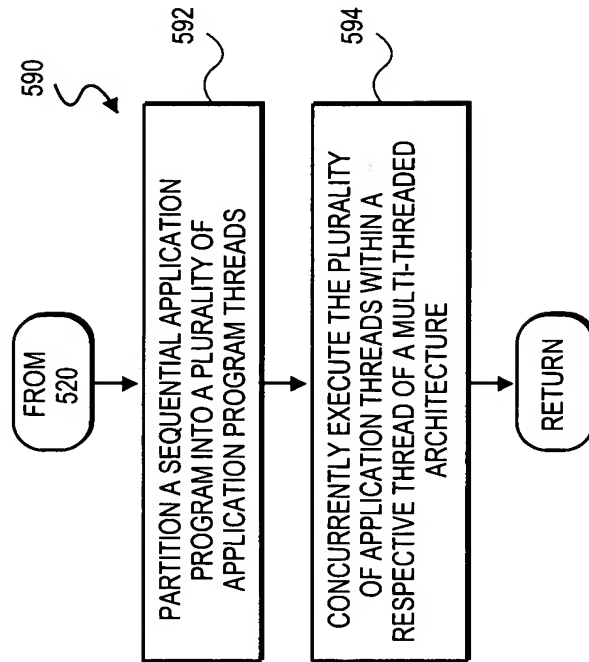 590
FROM
520
592
PARTITION A SEQUENTIAL APPLICATION
PROGRAM INTO A PLURALITY OF
APPLICATION PROGRAM THREADS
594
CONCURRENTLY EXECUTE THE PLURALITY
OF APPLICATION THREADS WITHIN A
RESPECTIVE THREAD OF A MULTI-THREADED
ARCHITECTURE
RETURN